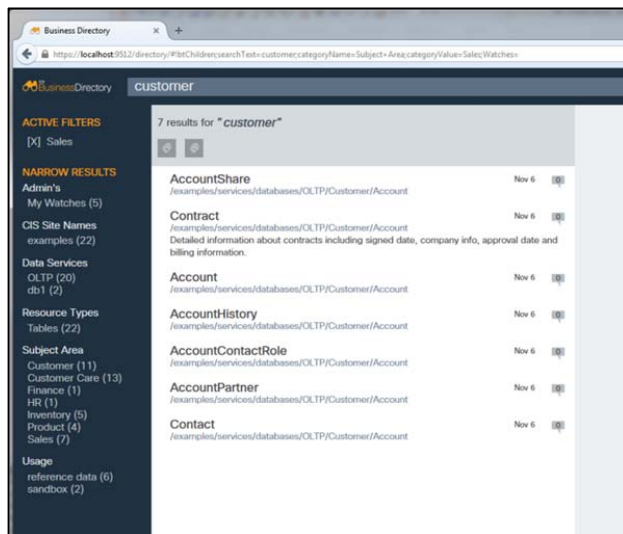 Business Directory
https://localhost:9512/directory/#!btChildren;searchText=customer;categoryName=Subject+Area;categoryValue=Sales;Watches=
BusinessDirectory
customer
ACTIVE FILTERS
[X] Sales
NARROW RESULTS
Admin's
My Watches (5)
CIS Site Names
examples (22)
Data Services
OLTP (20)
db1 (2)
Resource Types
Tables (22)
Subject Area
Customer (11)
Customer Care (13)
Finance (1)
HR (1)
Inventory (5)
Product (4)
Sales (7)
Usage
reference data (6)
sandbox (2)
7 results for "customer"
AccountShare Nov 6 0
/examples/services/databases/OLTP/Customer/Account
Contract Nov 6 0
/examples/services/databases/OLTP/Customer/Account
Detailed information about contracts including signed date, company info, approval date and
billing information.
Account Nov 6 0
/examples/services/databases/OLTP/Customer/Account
AccountHistory Nov 6 0
/examples/services/databases/OLTP/Customer/Account
AccountContactRole Nov 6 0
/examples/services/databases/OLTP/Customer/Account
AccountPartner Nov 6 0
/examples/services/databases/OLTP/Customer/Account
Contact Nov 6 0
/examples/services/databases/OLTP/Customer/Account